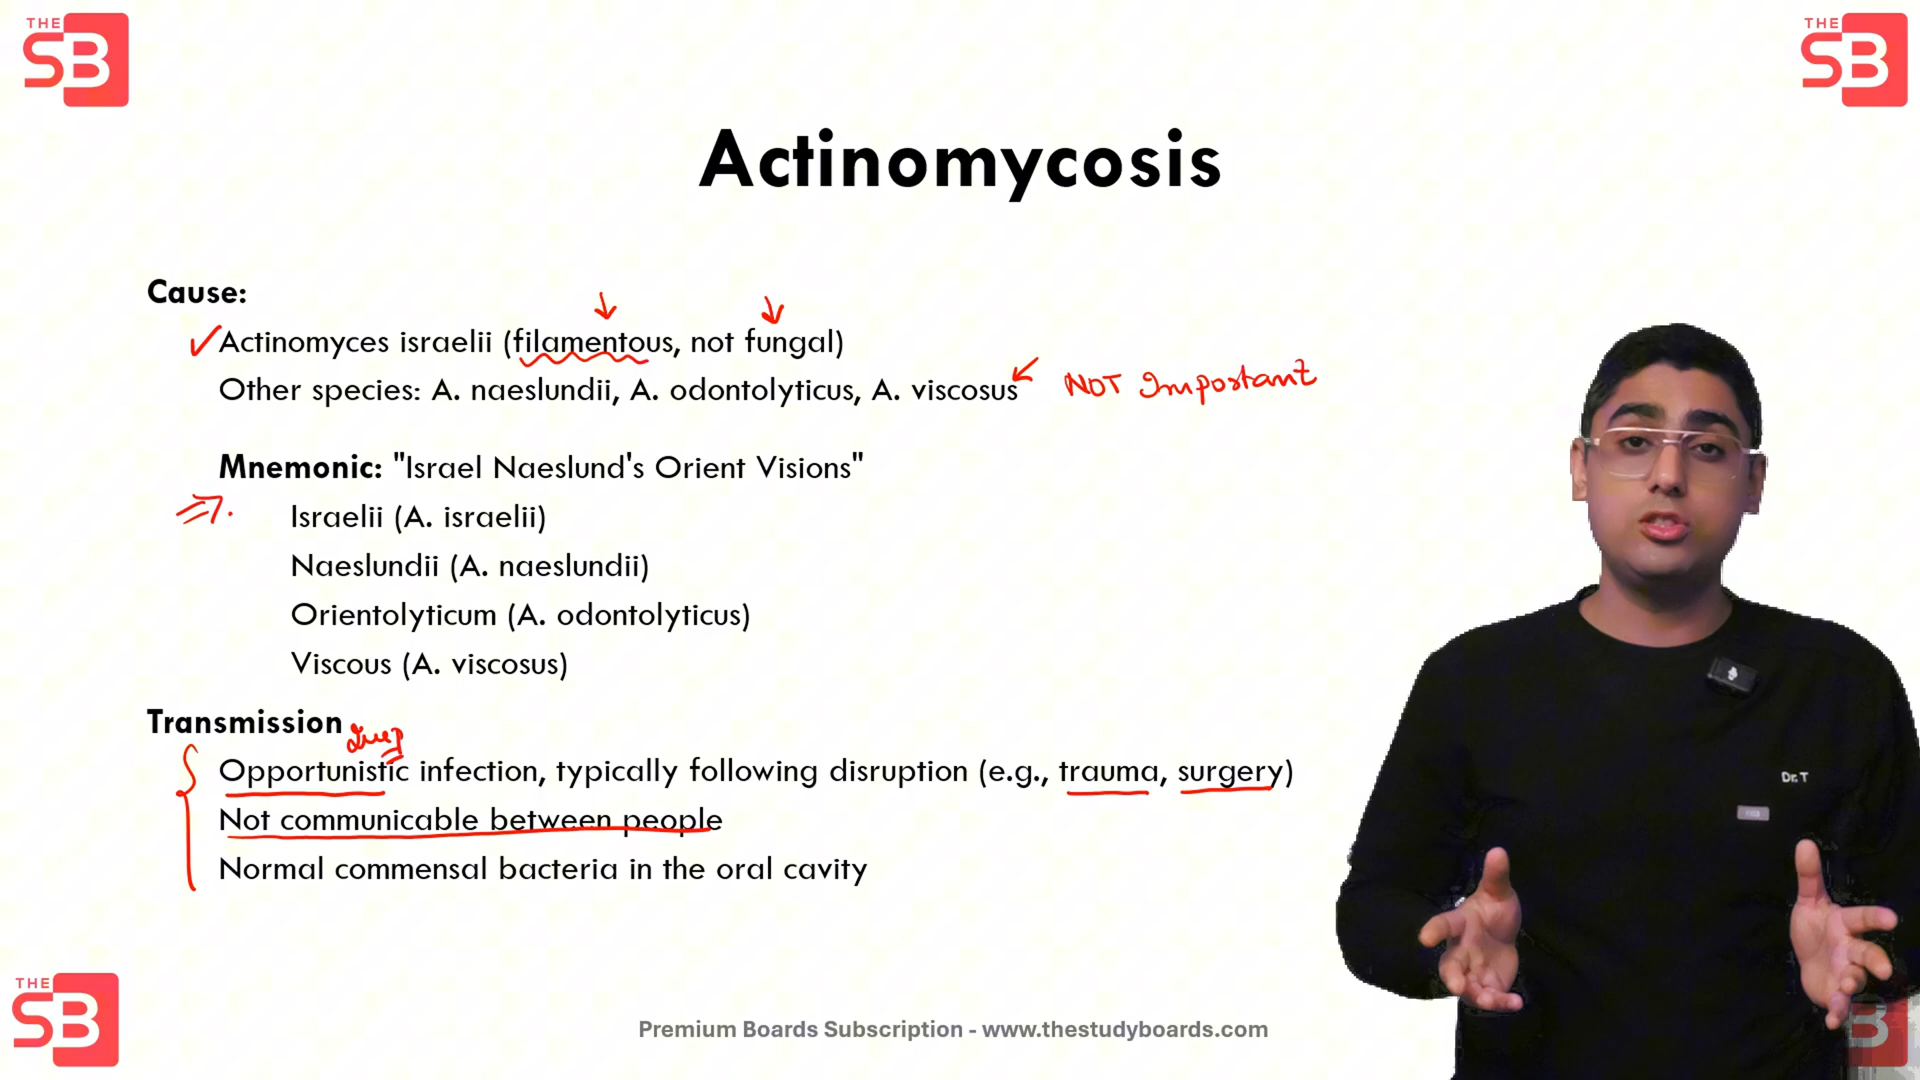 THE
SB
THE
SB
Actinomycosis
Cause:
Actinomyces israelii (filamentous, not fungal)
Other species: A. naeslundii, A. odontolyticus, A. viscosus NOT Important
Mnemonic: "Israel Naeslund's Orient Visions"
Israelii (A. israelii)
Naeslundii (A. naeslundii)
Orientolyticum (A. odontolyticus)
Viscous (A. viscosus)
Transmission
Opportunistic infection, typically following disruption (e.g., trauma, surgery)
Not communicable between people
Normal commensal bacteria in the oral cavity
Dr.T
THE
SB
Premium Boards Subscription - www.thestudyboards.com
B